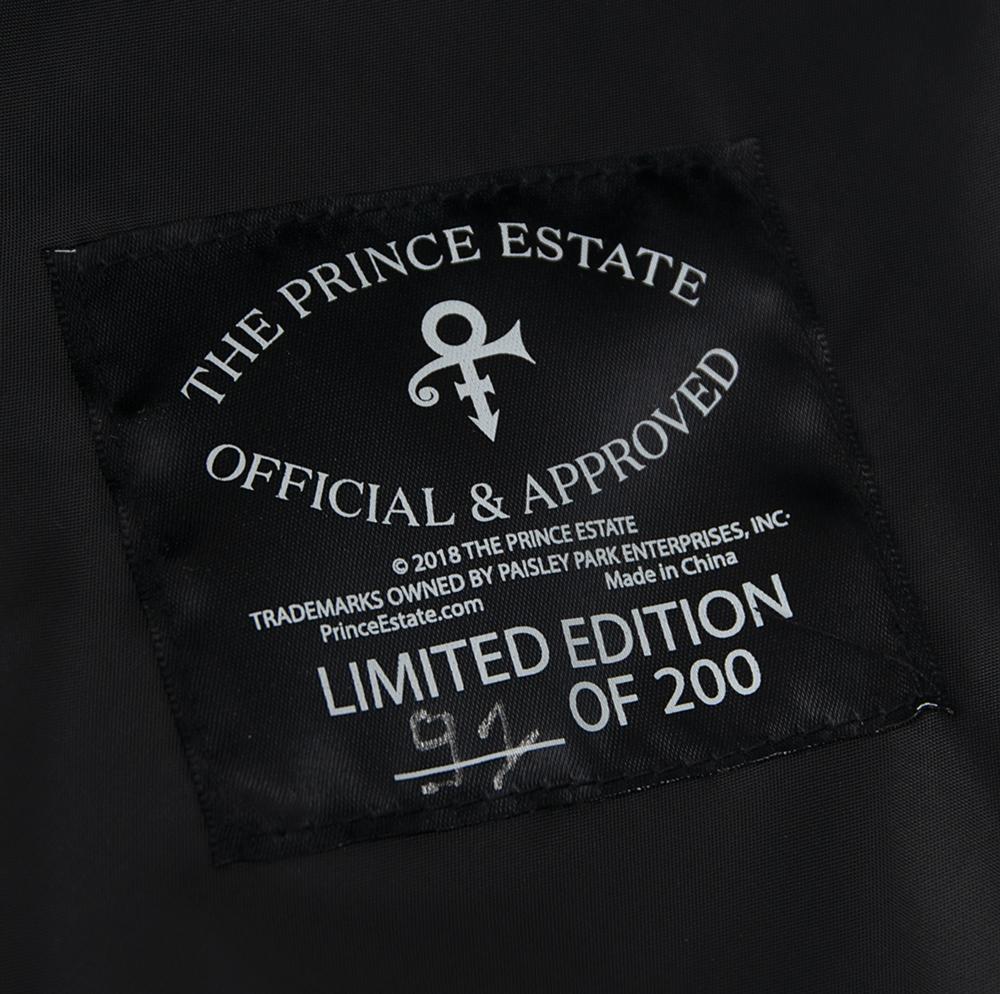 THE PRINCE ESTATE
OFFICIAL & APPROVED
© 2018 THE PRINCE ESTATE
TRADEMARKS OWNED BY PAISLEY PARK ENTERPRISES, INC.
PrinceEstate.com Made in China
LIMITED EDITION
92 OF 200